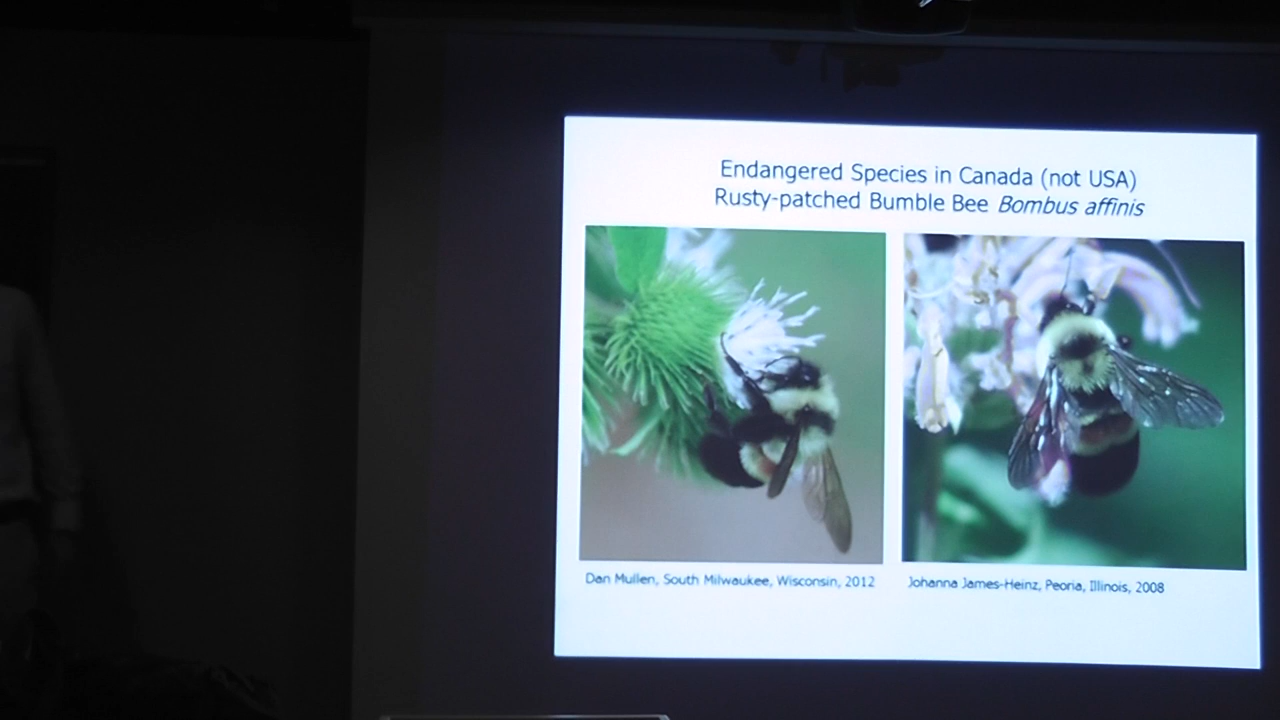 Endangered Species in Canada (not USA)
Rusty-patched Bumble Bee Bombus affinis
Dan Mullen, South Milwaukee, Wisconsin, 2012
Johanna James-Heinz, Peoria, Illinois, 2008